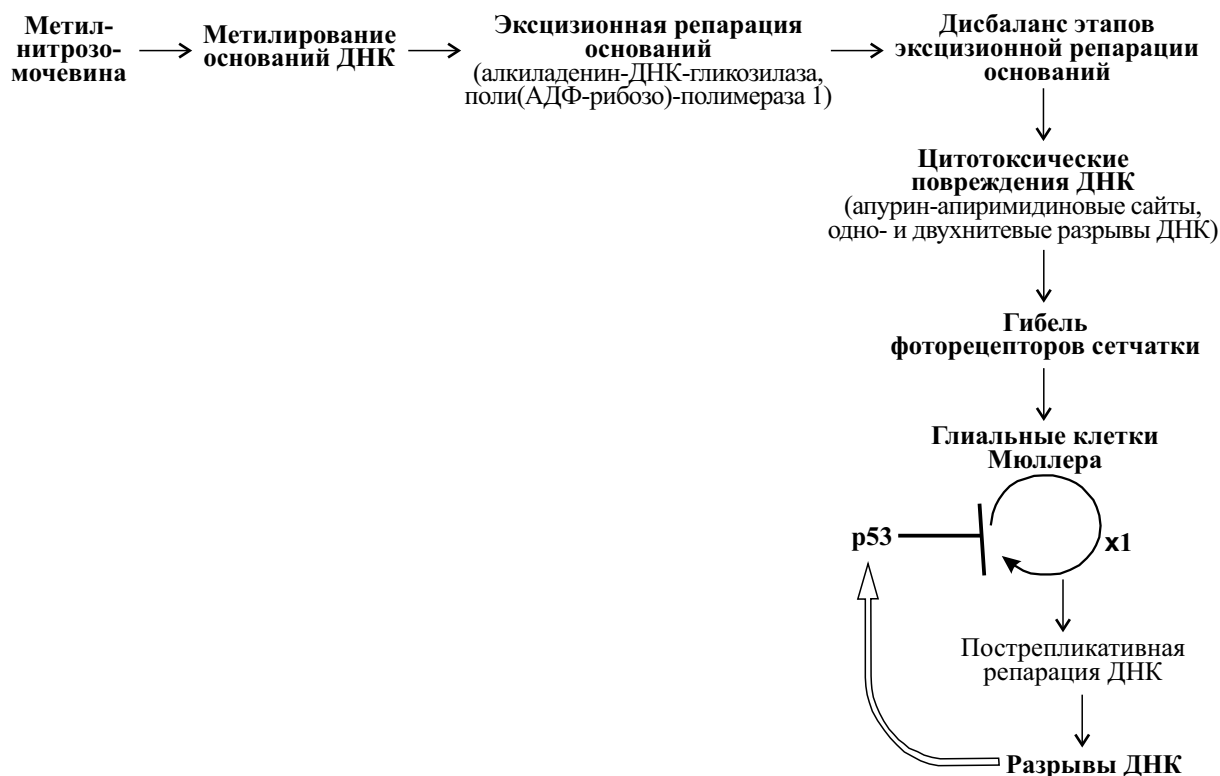 Метил-
нитрозо-
мочевина
Метилирование
оснований ДНК
Эксцизионная репарация
оснований
(алкиладенин-ДНК-гликозилаза,
поли(АДФ-рибозо)-полимераза 1)
Дисбаланс этапов
эксцизионной репарации
оснований
Цитотоксические
повреждения ДНК
(апурин-апиримидиновые сайты,
одно- и двухнитевые разрывы ДНК)
Гибель
фоторецепторов сетчатки
Глиальные клетки
Мюллера
p53
x1
Пострепликативная
репарация ДНК
Разрывы ДНК